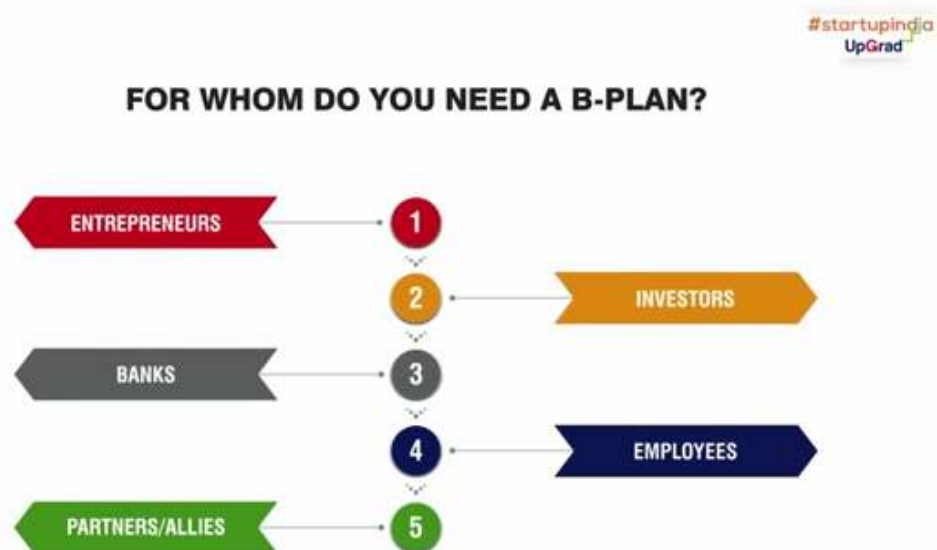 #startupindia
UpGrad
FOR WHOM DO YOU NEED A B-PLAN?
ENTREPRENEURS 1
2 INVESTORS
BANKS 3
4 EMPLOYEES
PARTNERS/ALLIES 5